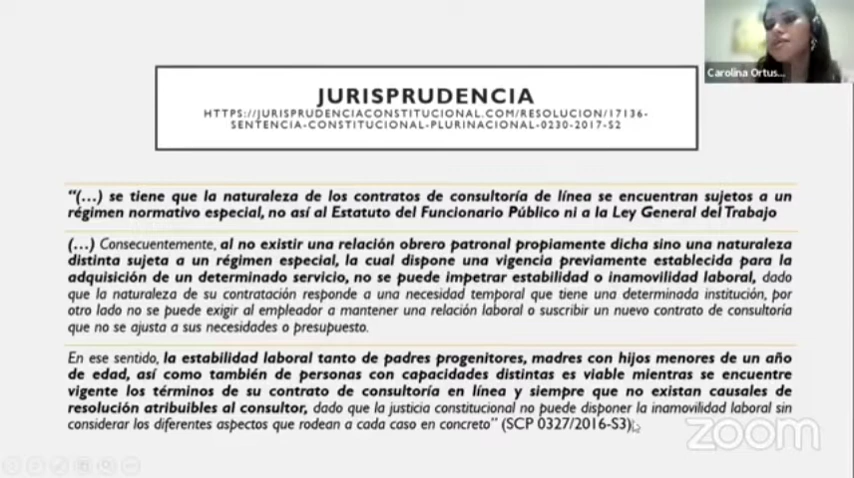 Carolina Ortus...
JURISPRUDENCIA
HTTPS://JURISPRUDENCIACONSTITUCIONAL.COM/RESOLUCION/17136-
SENTENCIA-CONSTITUCIONAL-PLURINACIONAL-0230-2017-S2
“(...) se tiene que la naturaleza de los contratos de consultoría de línea se encuentran sujetos a un
régimen normativo especial, no así al Estatuto del Funcionario Público ni a la Ley General del Trabajo
(...) Consecuentemente, al no existir una relación obrero patronal propiamente dicha sino una naturaleza
distinta sujeta a un régimen especial, la cual dispone una vigencia previamente establecida para la
adquisición de un determinado servicio, no se puede impetrar estabilidad o inamovilidad laboral, dado
que la naturaleza de su contratación responde a una necesidad temporal que tiene una determinada institución, por
otro lado no se puede exigir al empleador a mantener una relación laboral o suscribir un nuevo contrato de consultoría
que no se ajusta a sus necesidades o presupuesto.
En ese sentido, la estabilidad laboral tanto de padres progenitores, madres con hijos menores de un año
de edad, así como también de personas con capacidades distintas es viable mientras se encuentre
vigente los términos de su contrato de consultoría en línea y siempre que no existan causales de
resolución atribuibles al consultor, dado que la justicia constitucional no puede disponer la inamovilidad laboral sin
considerar los diferentes aspectos que rodean a cada caso en concreto” (SCP 0327/2016-S3)
zoom